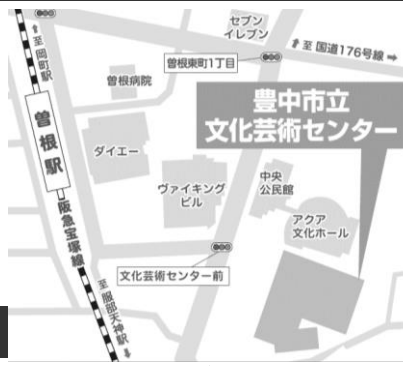 セブン
イレブン
↑至 国道176号線→
曽根東町1丁目
↑至 岡町駅
曽根病院
豊中市立
文化芸術センター
曽根駅
ダイエー
ヴァイキング
ビル
中央
公民館
アクア
文化ホール
阪急宝塚線
文化芸術センター前
至 服部天神駅↓